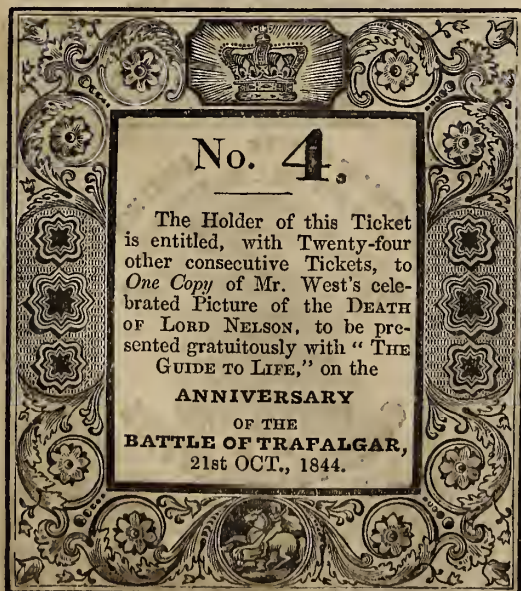 No. 4.
The Holder of this Ticket
is entitled, with Twenty-four
other consecutive Tickets, to
One Copy of Mr. West's cele-
brated Picture of the DEATH
OF LORD NELSON, to be pre-
sented gratuitously with “ THE
GUIDE TO LIFE,” on the
ANNIVERSARY
OF THE
BATTLE OF TRAFALGAR,
21st OCT., 1844.